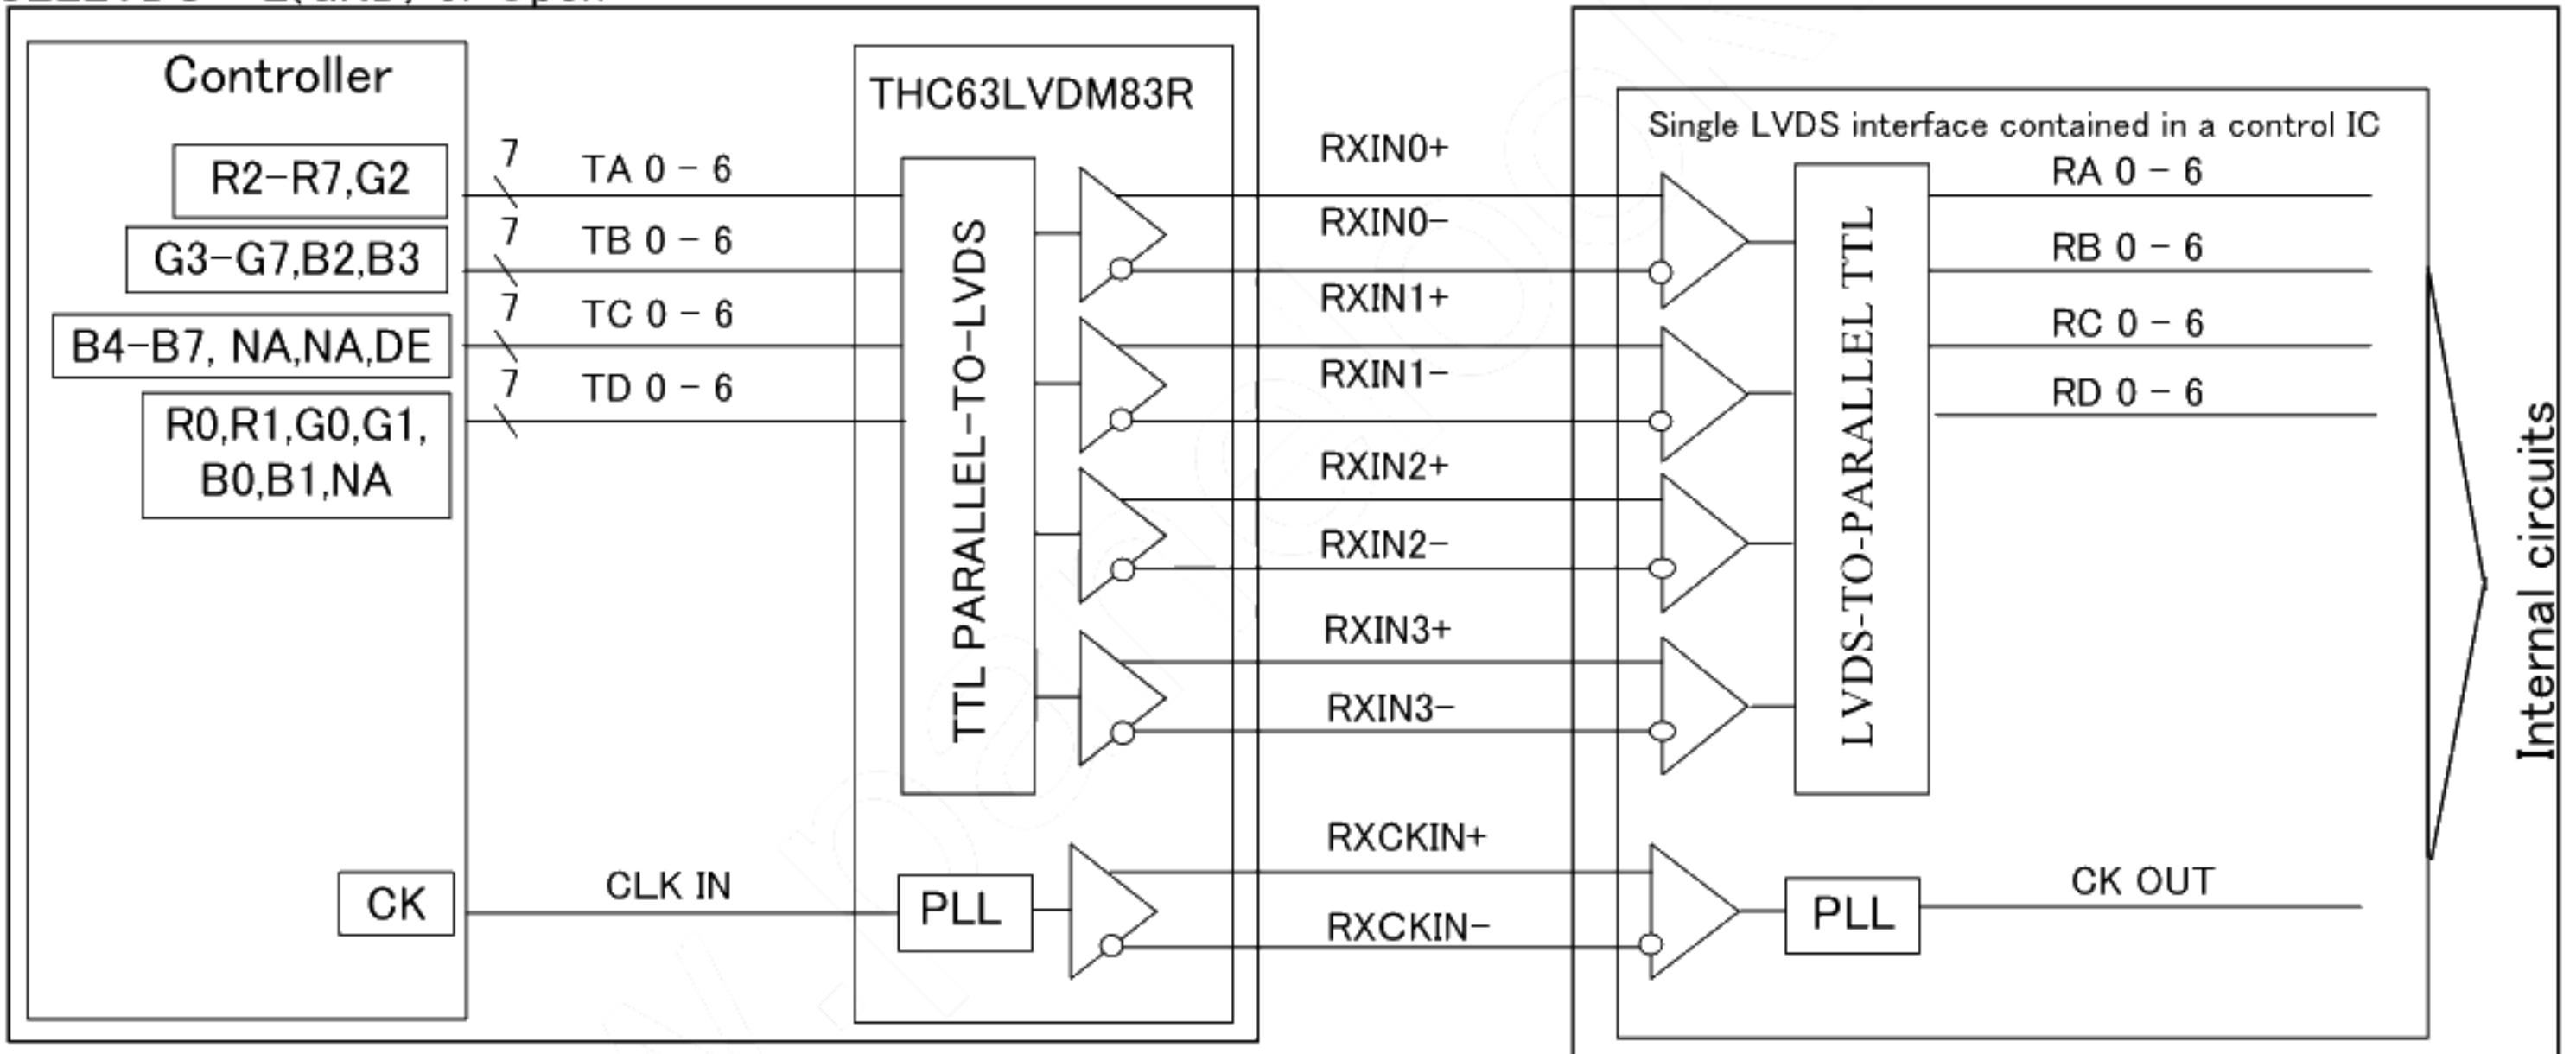 Controller
R2-R7,G2
G3-G7,B2,B3
B4-B7, NA,NA,DE
R0,R1,G0,G1,
B0,B1,NA
CK
7
TA 0 - 6
7
TB 0 - 6
7
TC 0 - 6
7
TD 0 - 6
CLK IN
THC63LVDM83R
TTL PARALLEL-TO-LVDS
PLL
RXIN0+
RXIN0-
RXIN1+
RXIN1-
RXIN2+
RXIN2-
RXIN3+
RXIN3-
RXCKIN+
RXCKIN-
Single LVDS interface contained in a control IC
LVDS-TO-PARALLEL TTL
PLL
RA 0 - 6
RB 0 - 6
RC 0 - 6
RD 0 - 6
CK OUT
Internal circuits